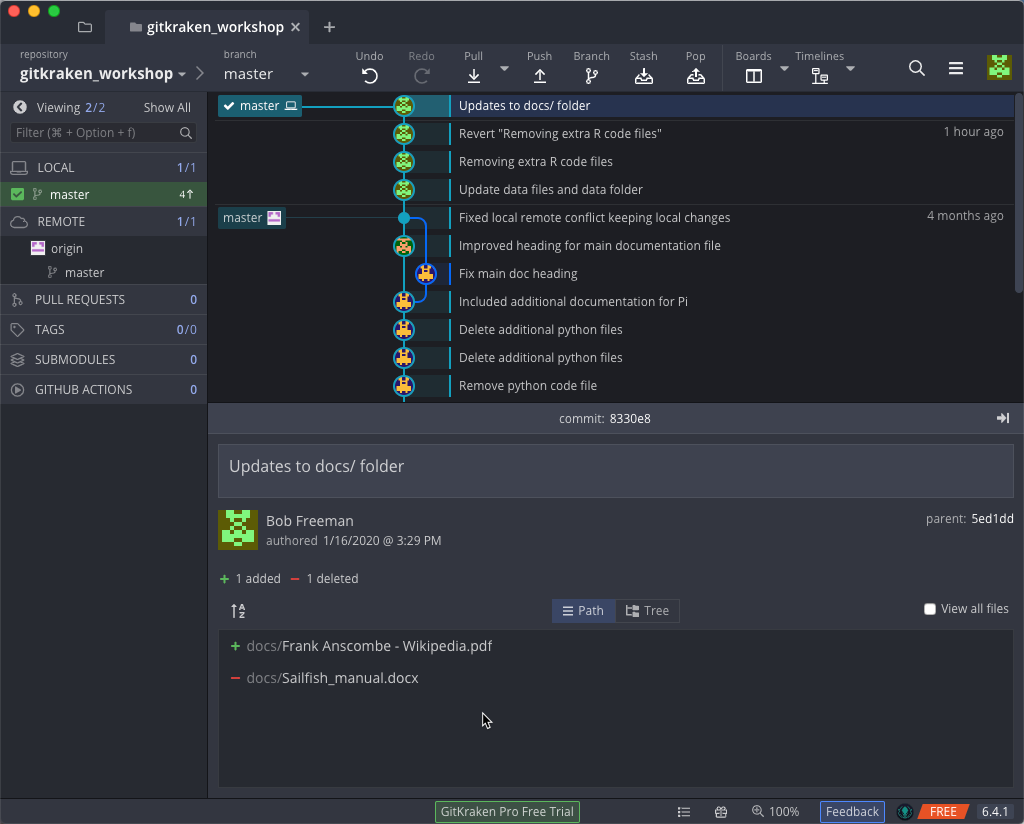 gitkraken_workshop
repository
gitkraken_workshop
branch
master
Undo
Redo
Pull
Push
Branch
Stash
Pop
Boards
Timelines
Viewing 2/2
Show All
Filter (⌘ + Option + f)
LOCAL 1/1
master 4↑
REMOTE 1/1
origin
master
PULL REQUESTS 0
TAGS 0/0
SUBMODULES 0
GITHUB ACTIONS 0
master
Updates to docs/ folder
Revert "Removing extra R code files"
1 hour ago
Removing extra R code files
Update data files and data folder
master
Fixed local remote conflict keeping local changes
4 months ago
Improved heading for main documentation file
Fix main doc heading
Included additional documentation for Pi
Delete additional python files
Delete additional python files
Remove python code file
commit: 8330e8
Updates to docs/ folder
Bob Freeman
authored 1/16/2020 @ 3:29 PM
parent: 5ed1dd
+ 1 added − 1 deleted
A
Z
Path
Tree
View all files
+ docs/Frank Anscombe - Wikipedia.pdf
− docs/Sailfish_manual.docx
GitKraken Pro Free Trial
100%
Feedback
FREE
6.4.1